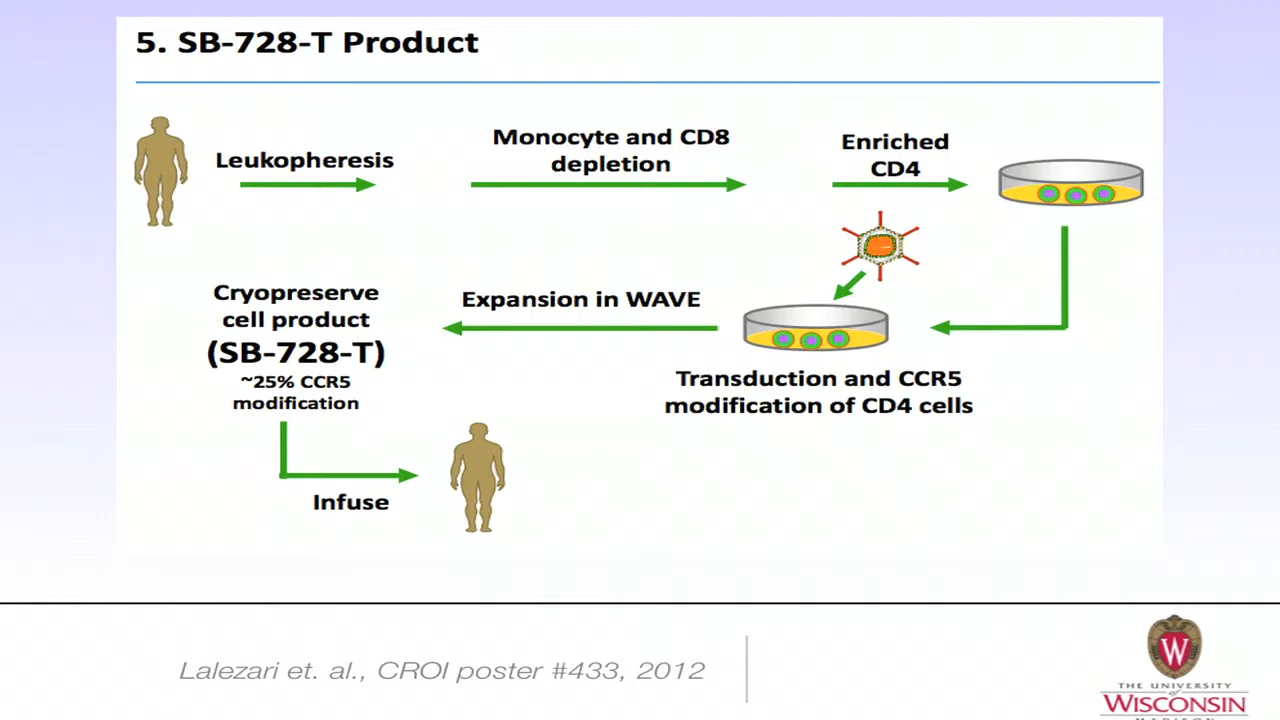 5. SB-728-T Product
Leukopheresis
Monocyte and CD8
depletion
Enriched
CD4
Transduction and CCR5
modification of CD4 cells
Expansion in WAVE
Cryopreserve
cell product
(SB-728-T)
~25% CCR5
modification
Infuse
Lalezari et. al., CROI poster #433, 2012
W
THE UNIVERSITY
of
WISCONSIN
MADISON